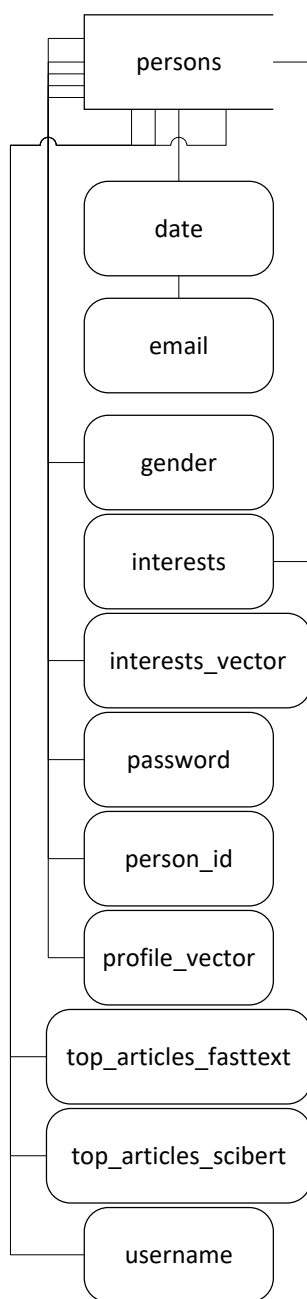 persons
date
email
gender
interests
interests_vector
password
person_id
profile_vector
top_articles_fasttext
top_articles_scibert
username